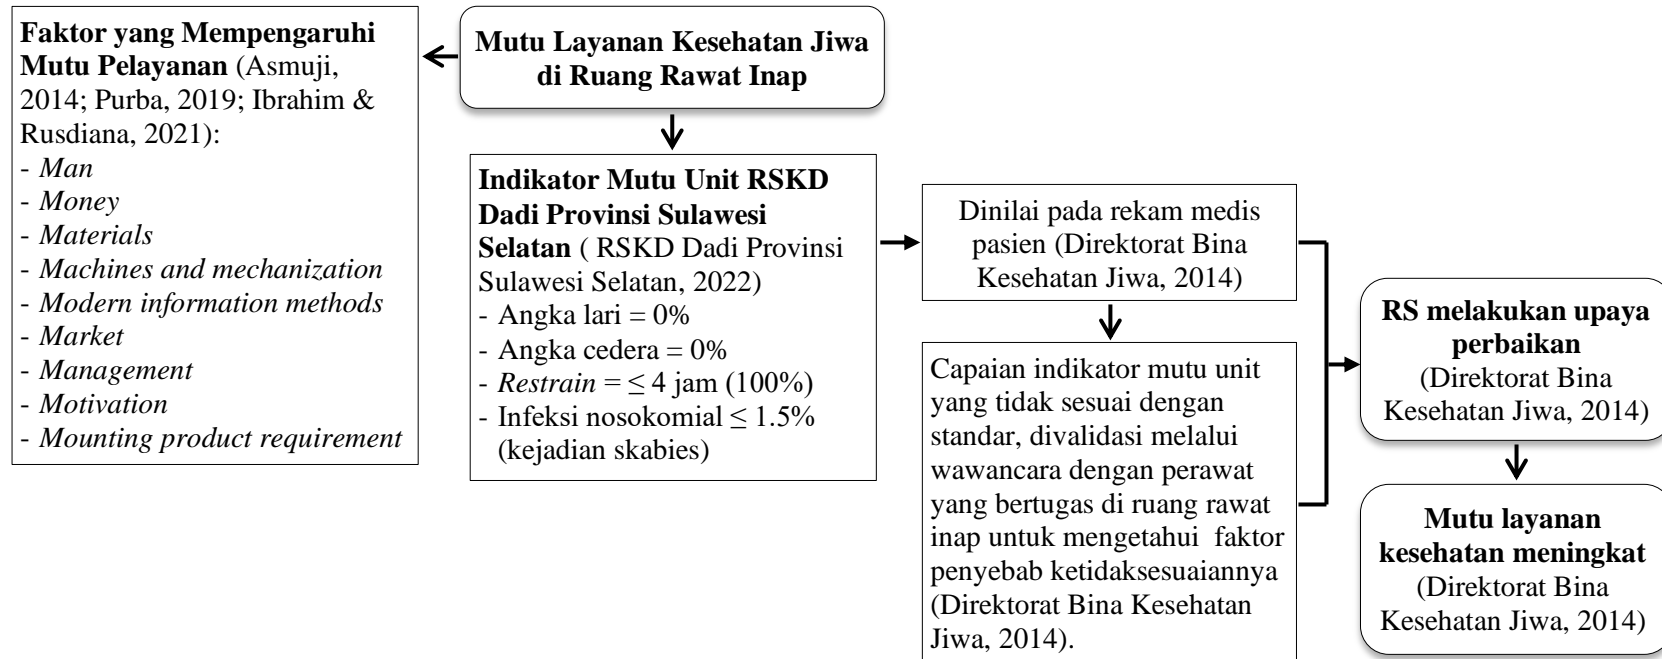 Faktor yang Mempengaruhi
Mutu Pelayanan (Asmuji,
2014; Purba, 2019; Ibrahim &
Rusdiana, 2021):
- Man
- Money
- Materials
- Machines and mechanization
- Modern information methods
- Market
- Management
- Motivation
- Mounting product requirement
Mutu Layanan Kesehatan Jiwa
di Ruang Rawat Inap
Indikator Mutu Unit RSKD
Dadi Provinsi Sulawesi
Selatan ( RSKD Dadi Provinsi
Sulawesi Selatan, 2022)
- Angka lari = 0%
- Angka cedera = 0%
- Restrain = ≤ 4 jam (100%)
- Infeksi nosokomial ≤ 1.5%
(kejadian skabies)
Dinilai pada rekam medis
pasien (Direktorat Bina
Kesehatan Jiwa, 2014)
Capaian indikator mutu unit
yang tidak sesuai dengan
standar, divalidasi melalui
wawancara dengan perawat
yang bertugas di ruang rawat
inap untuk mengetahui  faktor
penyebab ketidaksesuaiannya
(Direktorat Bina Kesehatan
Jiwa, 2014).
RS melakukan upaya
perbaikan
(Direktorat Bina
Kesehatan Jiwa, 2014)
Mutu layanan
kesehatan meningkat
(Direktorat Bina
Kesehatan Jiwa, 2014)